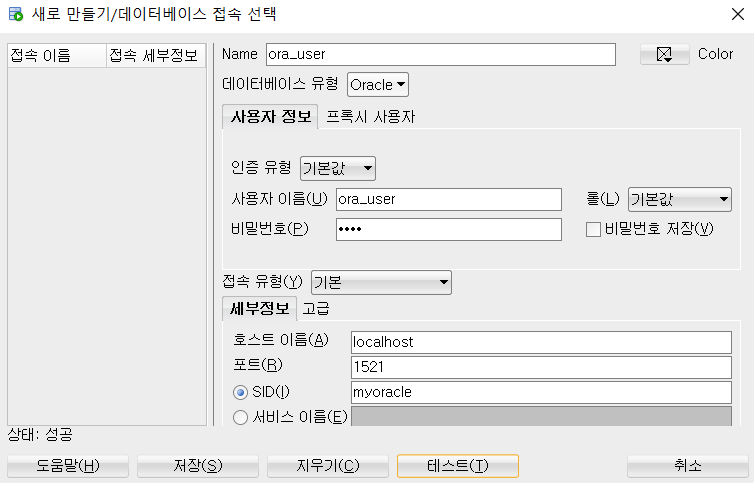 새로 만들기/데이터베이스 접속 선택
접속 이름 접속 세부정보
Name ora_user Color
데이터베이스 유형 Oracle
사용자 정보 프록시 사용자
인증 유형 기본값
사용자 이름(U) ora_user 롤(L) 기본값
비밀번호(P) •••• 비밀번호 저장(V)
접속 유형(Y) 기본
세부정보 고급
호스트 이름(A) localhost
포트(R) 1521
SID(I) myoracle
서비스 이름(E)
상태: 성공
도움말(H) 저장(S) 지우기(C) 테스트(T) 취소